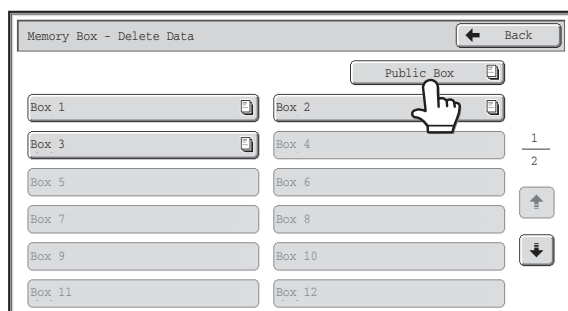 Memory Box - Delete Data
Back
Public Box
Box 1
Box 2
Box 3
Box 4
1
2
Box 5
Box 6
Box 7
Box 8
Box 9
Box 10
Box 11
Box 12